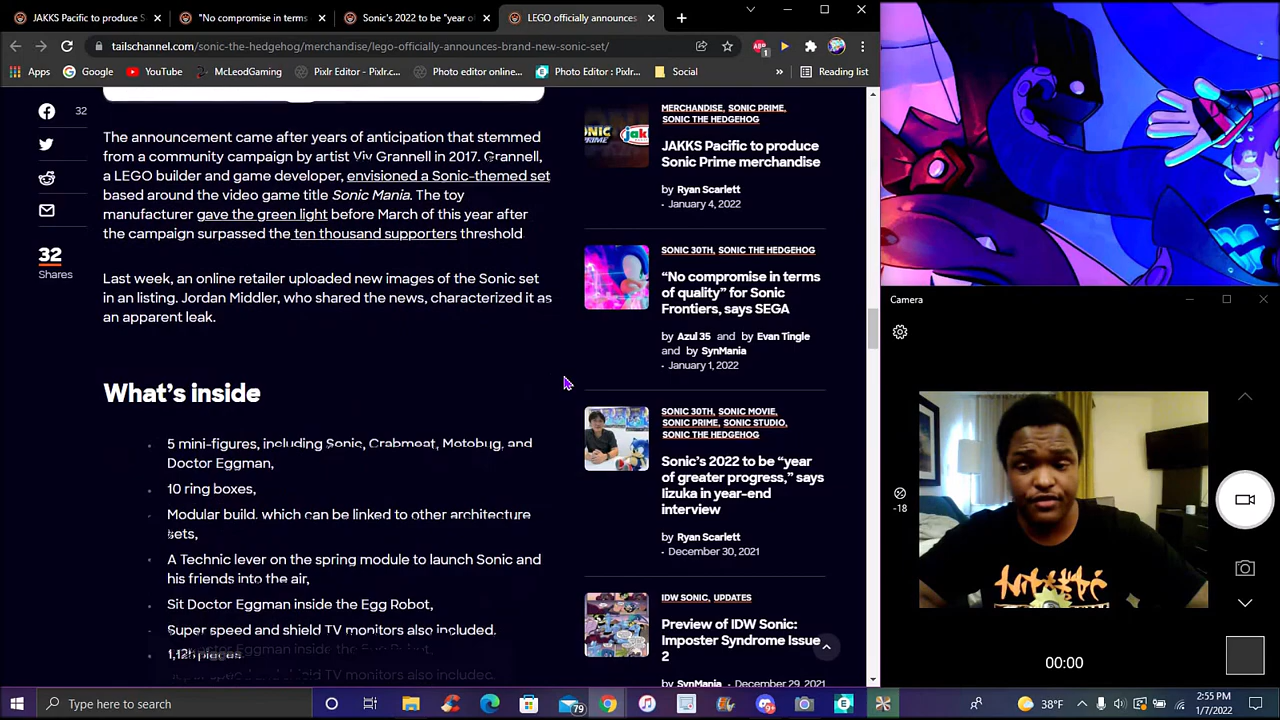 JAKKS Pacific to produce S
"No compromise in terms
Sonic's 2022 to be "year of
LEGO officially announces
tailschannel.com/sonic-the-hedgehog/merchandise/lego-officially-announces-brand-new-sonic-set/
Apps
Google
YouTube
McLeodGaming
Pixlr Editor - Pixlr.c...
Photo editor online...
Photo Editor : Pixlr...
Social
»
Reading list
32
32
Shares
The announcement came after years of anticipation that stemmed
from a community campaign by artist Viv Grannell in 2017. Grannell,
a LEGO builder and game developer, envisioned a Sonic-themed set
based around the video game title Sonic Mania. The toy
manufacturer gave the green light before March of this year after
the campaign surpassed the ten thousand supporters threshold
Last week, an online retailer uploaded new images of the Sonic set
in an listing. Jordan Middler, who shared the news, characterized it as
an apparent leak.
What's inside
5 mini-figures, including Sonic, Crabmeat, Motobug, and
Doctor Eggman,
10 ring boxes,
Modular build, which can be linked to other architecture
sets,
A Technic lever on the spring module to launch Sonic and
his friends into the air,
Sit Doctor Eggman inside the Egg Robot,
Super speed and shield TV monitors also included.
pieces
SONIC
jak
MERCHANDISE, SONIC PRIME,
SONIC THE HEDGEHOG
JAKKS Pacific to produce
Sonic Prime merchandise
by Ryan Scarlett
January 4, 2022
SONIC 30TH, SONIC THE HEDGEHOG
"No compromise in terms
of quality" for Sonic
Frontiers, says SEGA
by Azul 35 and by Evan Tingle
and by SynMania
January 1, 2022
SONIC 30TH, SONIC MOVIE,
SONIC PRIME, SONIC STUDIO,
SONIC THE HEDGEHOG
Sonic's 2022 to be "year
of greater progress," says
Iizuka in year-end
interview
by Ryan Scarlett
December 30, 2021
IDW SONIC, UPDATES
Preview of IDW Sonic:
Imposter Syndrome Issue
2
by SynMania December 29, 2021
Camera
-18
00:00
Type here to search
79
38°F
2:55 PM
1/7/2022